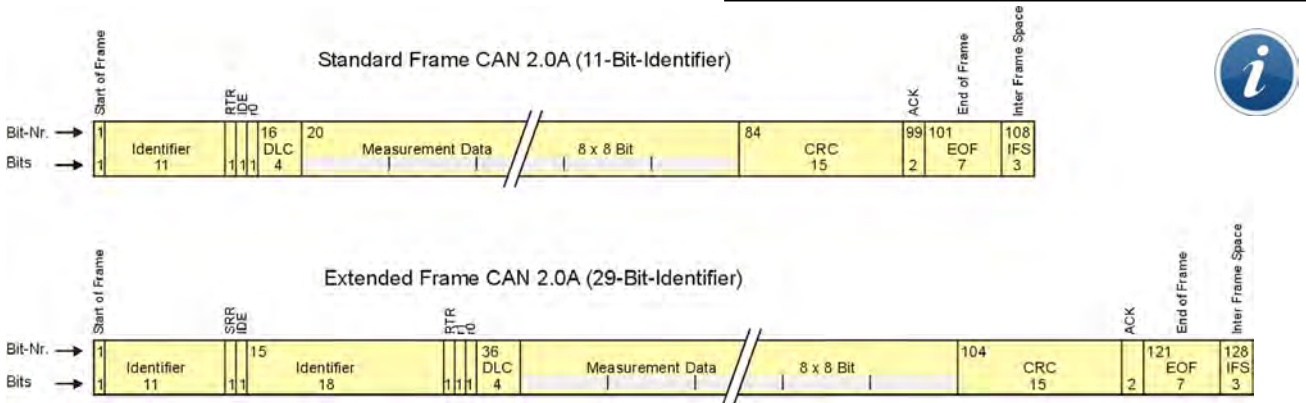 Standard Frame CAN 2.0A (11-Bit-Identifier)
Start of Frame
RTR
IDE
r0
ACK
End of Frame
Inter Frame Space
Bit-Nr. 1 16 20 84 99 101 108
Identifier DLC Measurement Data 8 x 8 Bit CRC EOF IFS
Bits 1 11 1 1 1 4 15 2 7 3
Extended Frame CAN 2.0A (29-Bit-Identifier)
Start of Frame
SRR
IDE
RTR
r1
r0
ACK
End of Frame
Inter Frame Space
Bit-Nr. 1 15 36 104 121 128
Identifier Identifier DLC Measurement Data 8 x 8 Bit CRC EOF IFS
Bits 1 11 1 1 18 1 1 1 4 15 2 7 3
i